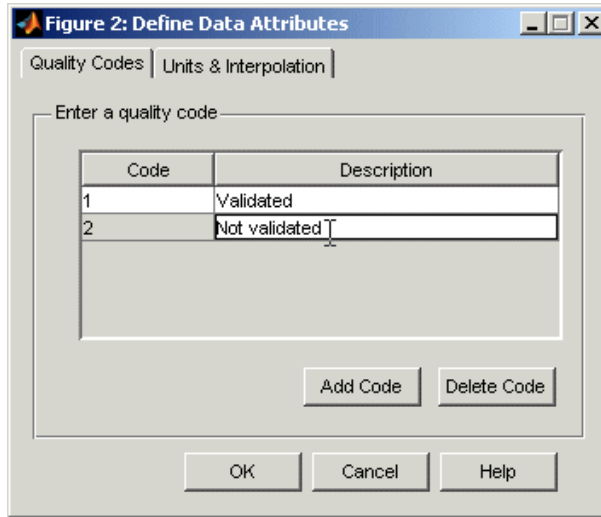 Figure 2: Define Data Attributes
Quality Codes Units & Interpolation
Enter a quality code
Code Description
1 Validated
2 Not validated
Add Code Delete Code
OK Cancel Help